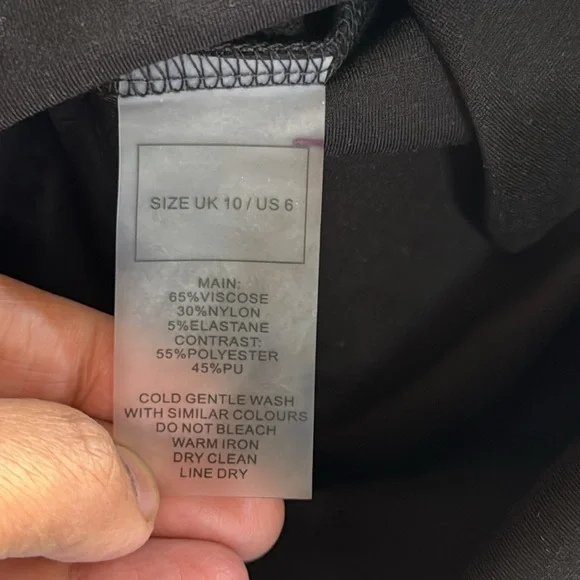 SIZE UK 10 / US 6
MAIN:
65%VISCOSE
30%NYLON
5%ELASTANE
CONTRAST:
55%POLYESTER
45%PU
COLD GENTLE WASH
WITH SIMILAR COLOURS
DO NOT BLEACH
WARM IRON
DRY CLEAN
LINE DRY